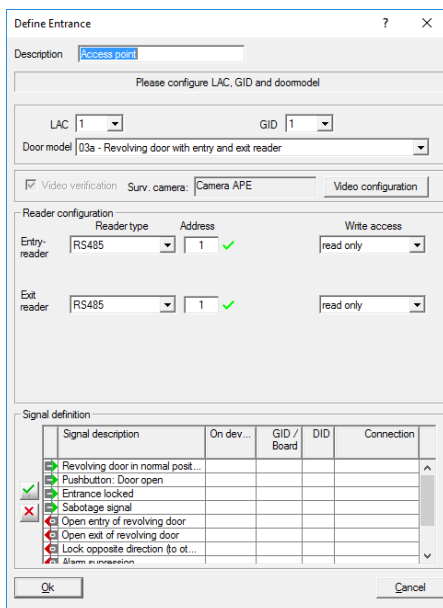 Define Entrance ? ×
Description Access point
Please configure LAC, GID and doormodel
LAC 1 GID 1
Door model 03a - Revolving door with entry and exit reader
Video verification Surv. camera: Camera APE Video configuration
Reader configuration
Reader type Address Write access
Entry-
reader RS485 1 read only
Exit
reader RS485 1 read only
Signal definition
Signal description On dev... GID / Board DID Connection
Revolving door in normal posit...
Pushbutton: Door open
Entrance locked
Sabotage signal
Open entry of revolving door
Open exit of revolving door
Lock opposite direction (to ot...
Alarm supression
Ok Cancel